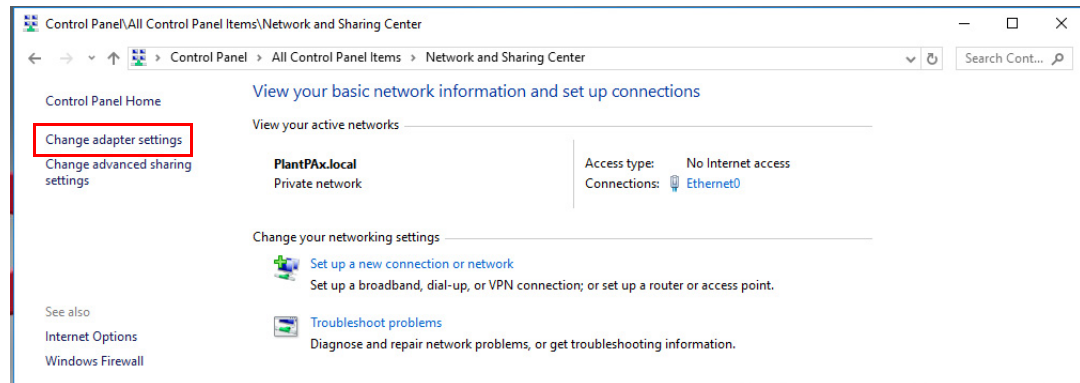 Control Panel\All Control Panel Items\Network and Sharing Center
Control Panel > All Control Panel Items > Network and Sharing Center
Search Cont...
Control Panel Home
Change adapter settings
Change advanced sharing
settings
View your basic network information and set up connections
View your active networks
PlantPAx.local
Private network
Access type: No Internet access
Connections: Ethernet0
Change your networking settings
Set up a new connection or network
Set up a broadband, dial-up, or VPN connection; or set up a router or access point.
Troubleshoot problems
Diagnose and repair network problems, or get troubleshooting information.
See also
Internet Options
Windows Firewall